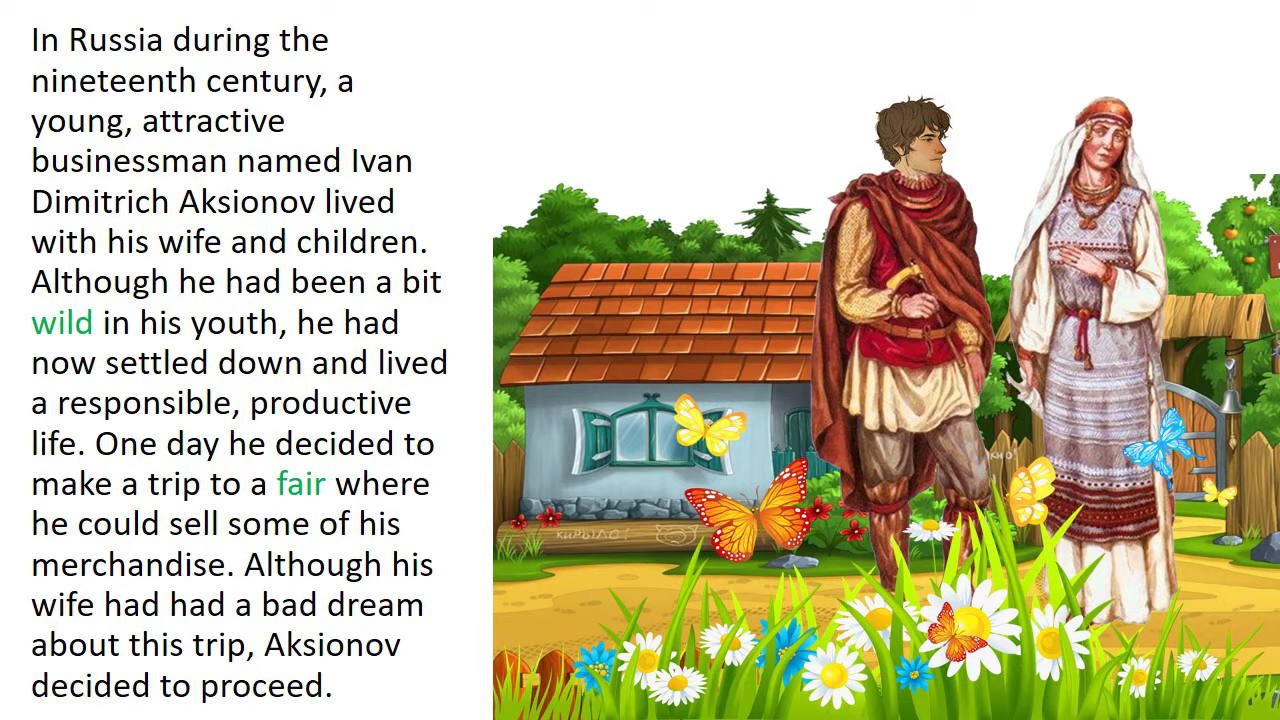 In Russia during the
nineteenth century, a
young, attractive
businessman named Ivan
Dimitrich Aksionov lived
with his wife and children.
Although he had been a bit
wild in his youth, he had
now settled down and lived
a responsible, productive
life. One day he decided to
make a trip to a fair where
he could sell some of his
merchandise. Although his
wife had had a bad dream
about this trip, Aksionov
decided to proceed.
КИРЫЛО!